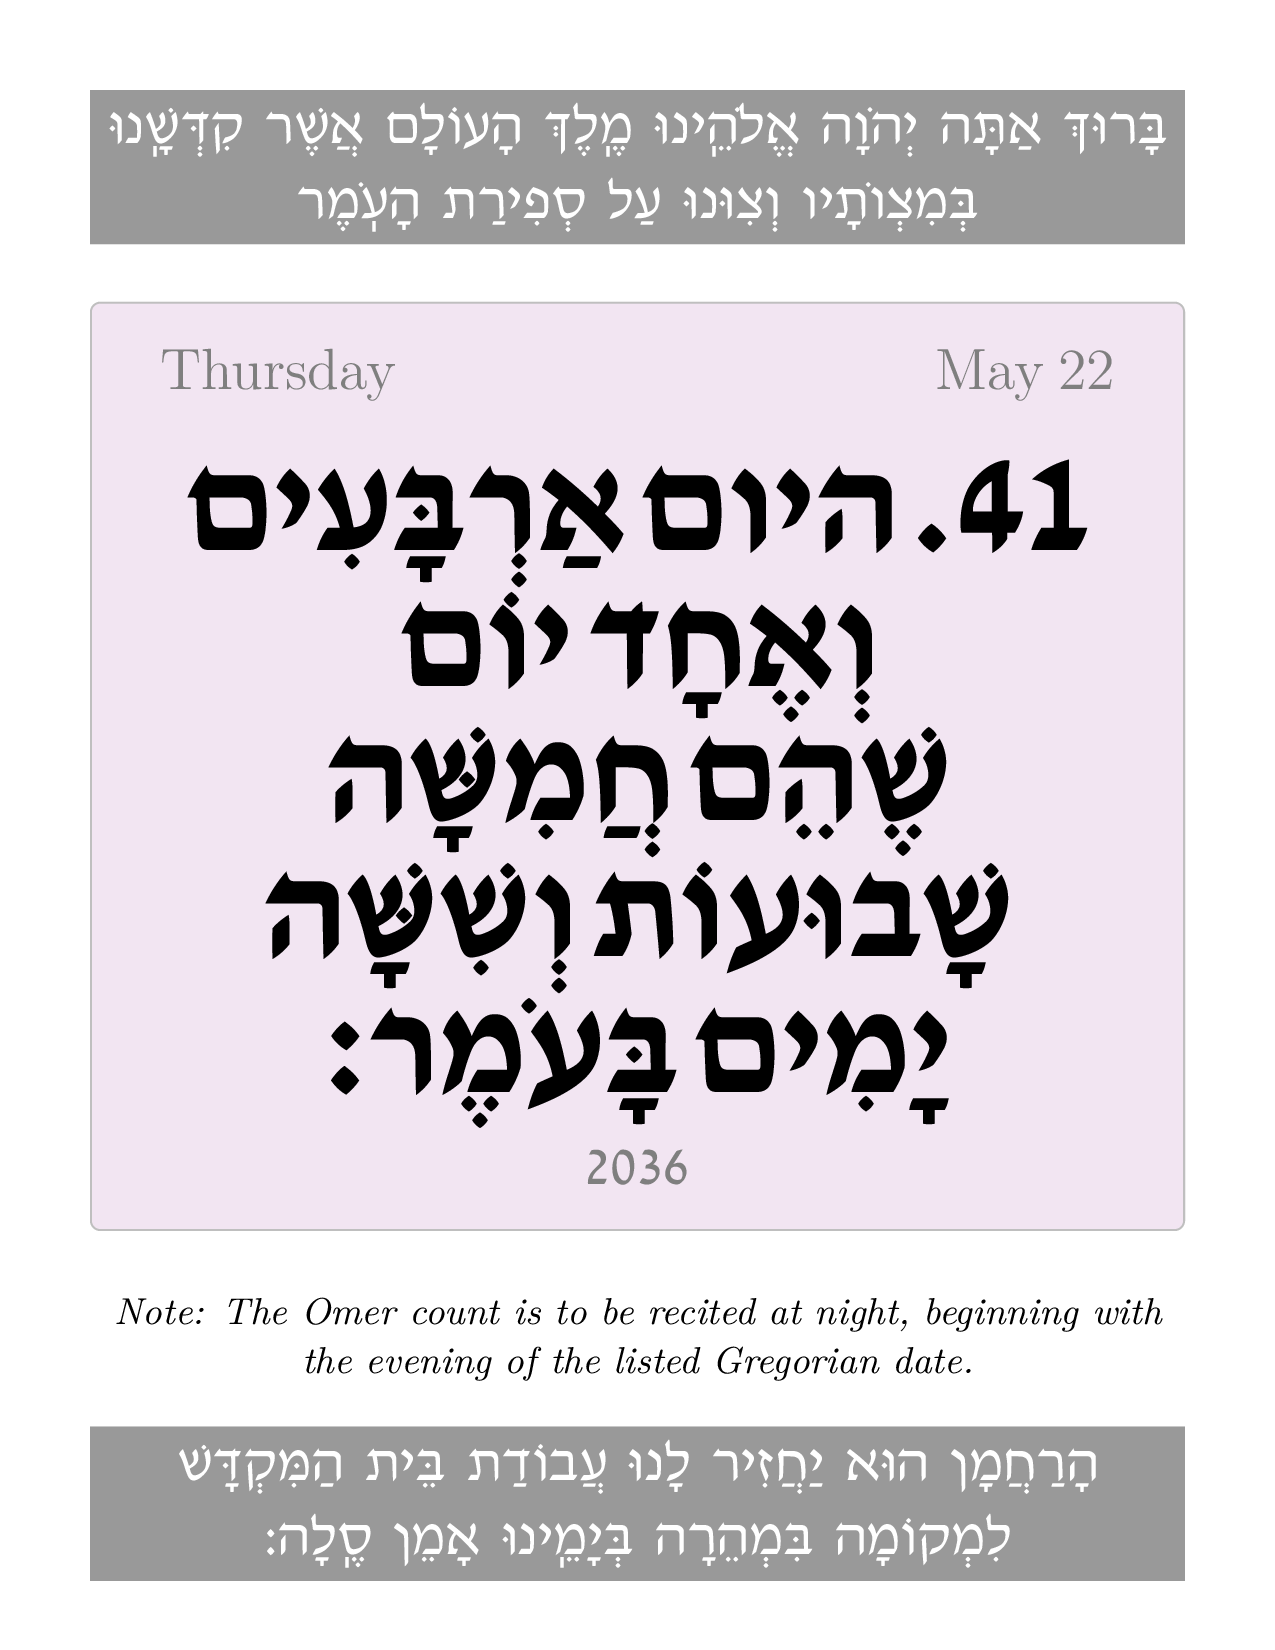 בָּרוּךְ אַתָּה יְהֹוָה אֱלֹהֵֽינוּ מֶֽלֶךְ הָעוֹלָם אֲשֶׁר קִדְּשָֽׁנוּ
בְּמִצְוֹתָיו וְצִוּנוּ עַל סְפִירַת הָעֹֽמֶר
Thursday May 22
41. היום אַרְבָּעִים
וְאֶחָד יוֹם
שֶׁהֵם חֲמִשָּׁה
שָׁבוּעוֹת וְשִׁשָּׁה
יָמִים בָּעֹמֶר:
2036
Note: The Omer count is to be recited at night, beginning with
the evening of the listed Gregorian date.
הָרַחֲמָן הוּא יַחֲזִיר לָנוּ עֲבוֹדַת בֵּית הַמִּקְדָּשׁ
לִמְקוֹמָהּ בִּמְהֵרָה בְּיָמֵֽינוּ אָמֵן סֶֽלָה: